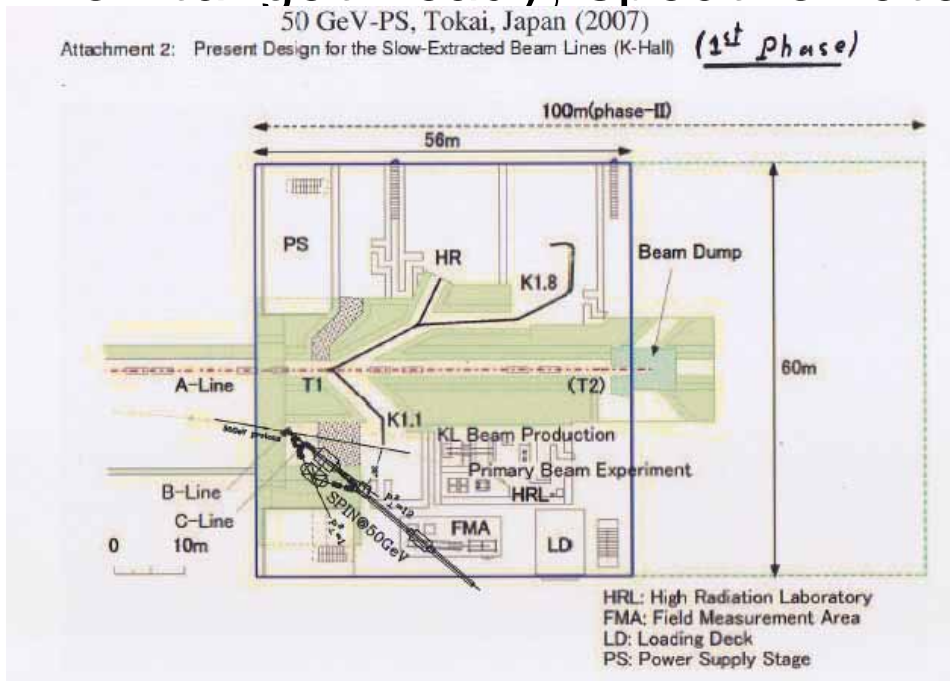 50 GeV-PS, Tokai, Japan (2007)
Attachment 2: Present Design for the Slow-Extracted Beam Lines (K-Hall) (1st Phase)
100m(phase-II)
56m
PS
HR
K1.8
Beam Dump
60m
A-Line
T1
(T2)
K1.1
KL Beam Production
Primary Beam Experiment
HRL
B-Line
C-Line
SPIN@50GeV
FMA
LD
0 10m
HRL: High Radiation Laboratory
FMA: Field Measurement Area
LD: Loading Deck
PS: Power Supply Stage